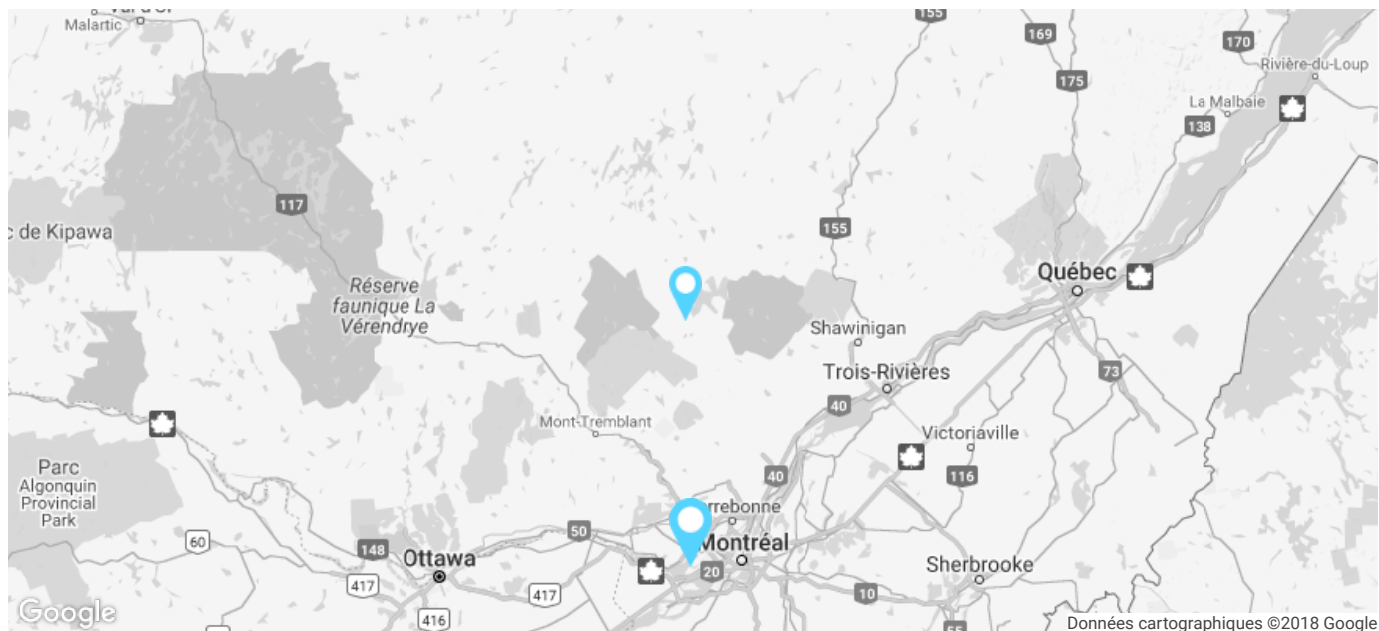 155
Malartic
169
170
Rivière-du-Loup
175
La Malbaie
138
117
155
c de Kipawa
Québec
Réserve
faunique La
Vérendrye
Shawinigan
Trois-Rivières
73
40
Mont-Tremblant
Victoriaville
Parc
Algonquin
Provincial
Park
40
116
rrebonne
50
60
Montréal
148
Ottawa
20
Sherbrooke
417
417
10
416
55
Google
Données cartographiques ©2018 Google